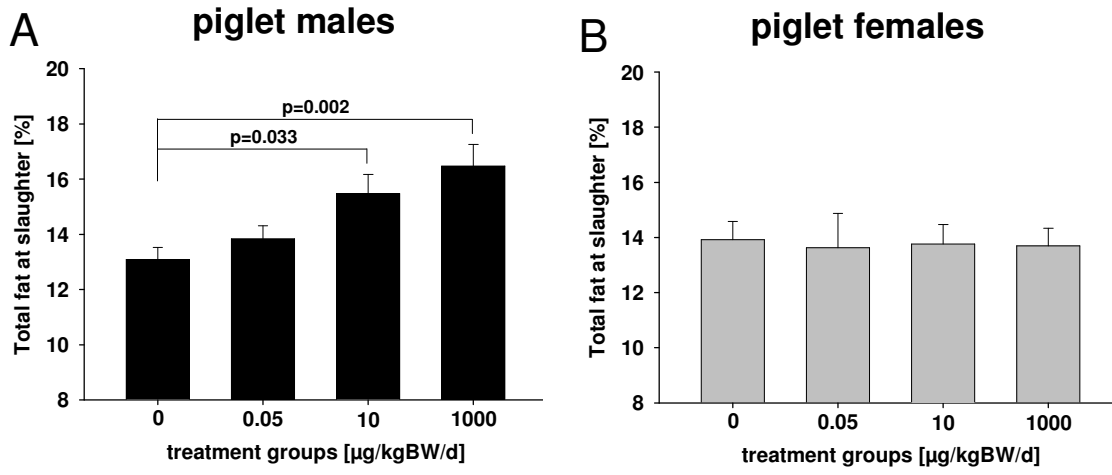 A
piglet males
Total fat at slaughter [%]
20
18
16
14
12
10
8
p=0.002
p=0.033
0 0.05 10 1000
treatment groups [µg/kgBW/d]
B
piglet females
Total fat at slaughter [%]
20
18
16
14
12
10
8
0 0.05 10 1000
treatment groups [µg/kgBW/d]